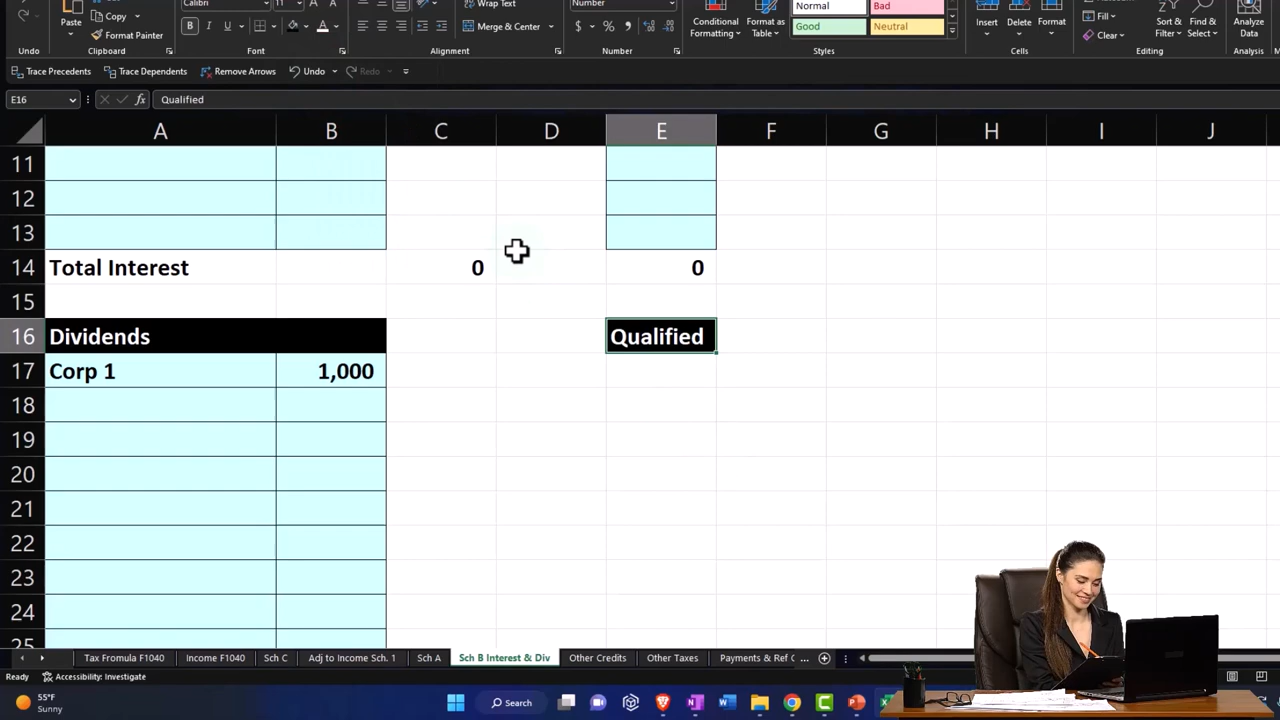 Calibri 11 Wrap Text Number Normal Bad
Paste Format Painter B I U Merge & Center $ % Conditional Formatting Format as Table Good Neutral Insert Delete Format Fill Clear Sort & Filter Find & Select Analyze Data
Undo Clipboard Font Alignment Number Styles Cells Editing Analysis
Trace Precedents Trace Dependents Remove Arrows Undo Redo
E16 fx Qualified
A B C D E F G H I J
11
12
13
14 Total Interest 0 0
15
16 Dividends Qualified
17 Corp 1 1,000
18
19
20
21
22
23
24
25
Tax Fromula F1040 Income F1040 Sch C Adj to Income Sch. 1 Sch A Sch B Interest & Div Other Credits Other Taxes Payments & Ref C ...
Ready Accessibility: Investigate
55°F
Sunny Search